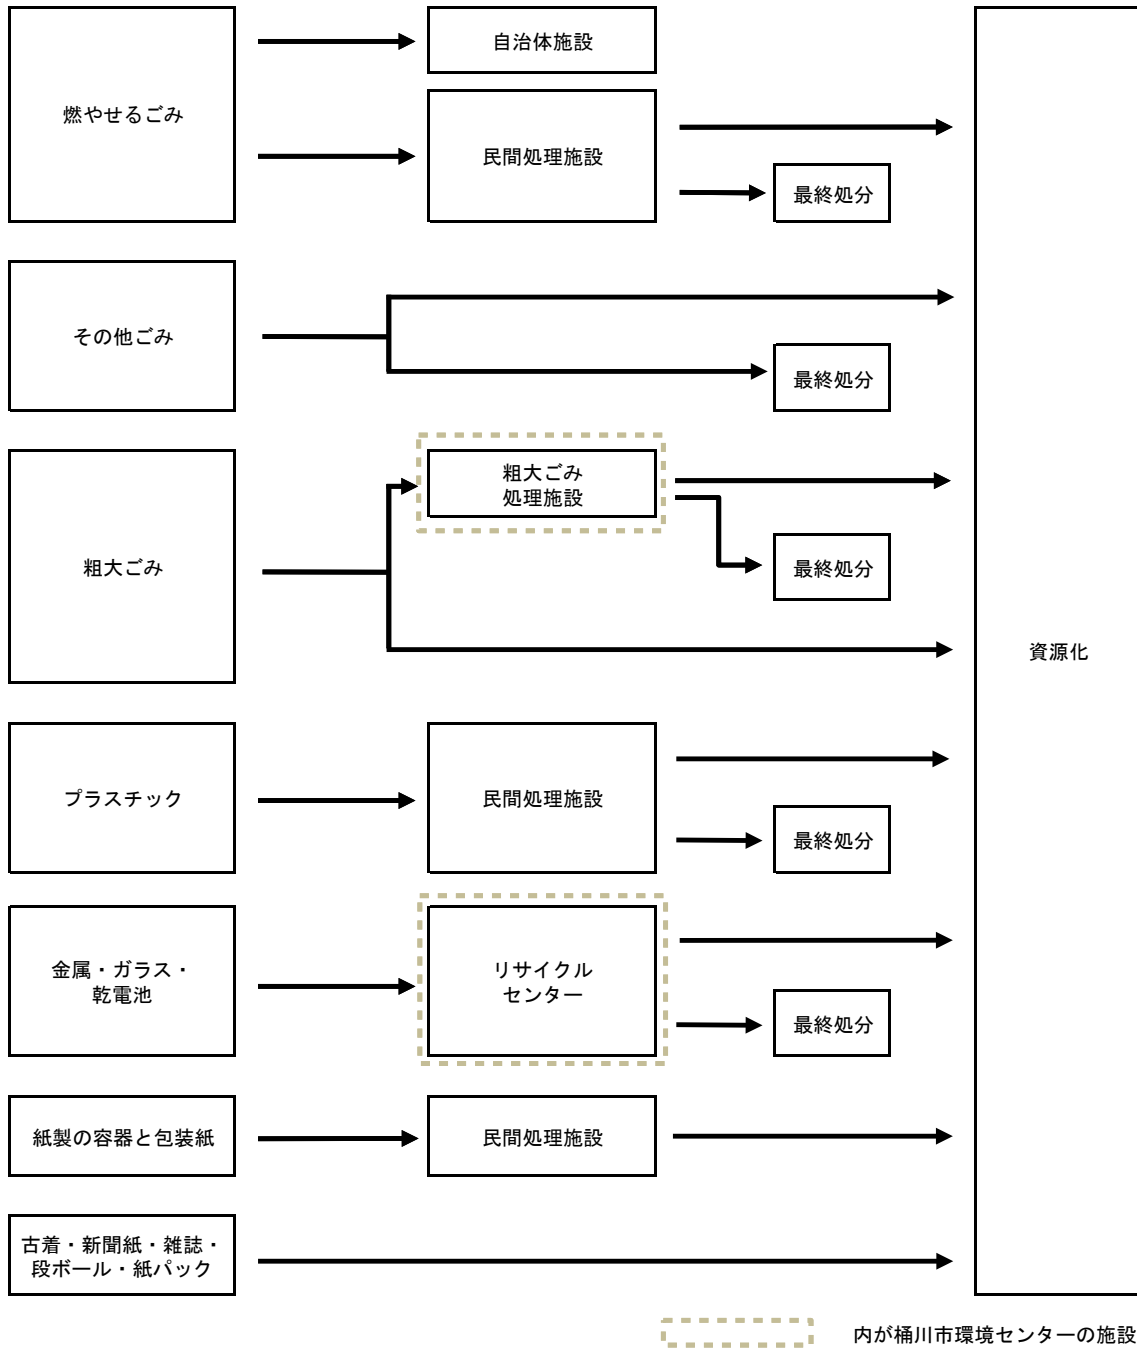 自治体施設
燃やせるごみ
民間処理施設
最終処分
その他ごみ
最終処分
粗大ごみ
処理施設
粗大ごみ
最終処分
資源化
プラスチック
民間処理施設
最終処分
金属・ガラス・
乾電池
リサイクル
センター
最終処分
紙製の容器と包装紙
民間処理施設
古着・新聞紙・雑誌・
段ボール・紙パック
内が桶川市環境センターの施設